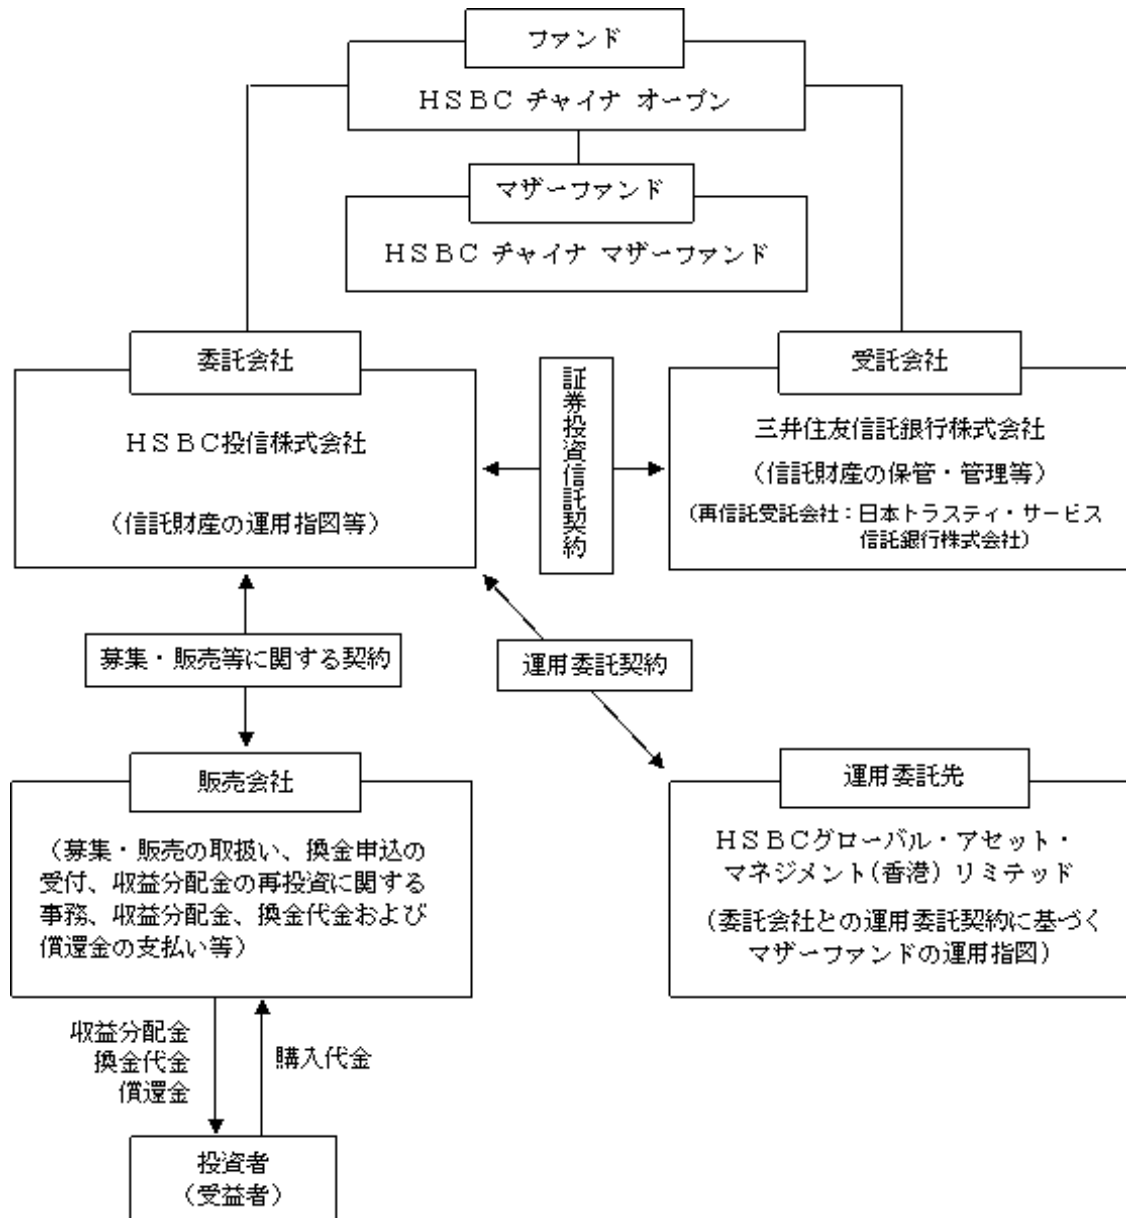 ファンド
ＨＳＢＣ チャイナ オープン
マザーファンド
ＨＳＢＣ チャイナ マザーファンド
委託会社
ＨＳＢＣ投信株式会社
（信託財産の運用指図等）
証券投資信託契約
受託会社
三井住友信託銀行株式会社
（信託財産の保管・管理等）
（再信託受託会社：日本トラスティ・サービス
信託銀行株式会社）
募集・販売等に関する契約
運用委託契約
販売会社
（募集・販売の取扱い、換金申込の
受付、収益分配金の再投資に関する
事務、収益分配金、換金代金および
償還金の支払い等）
運用委託先
ＨＳＢＣグローバル・アセット・
マネジメント（香港）リミテッド
（委託会社との運用委託契約に基づく
マザーファンドの運用指図）
収益分配金
換金代金
償還金
購入代金
投資者
（受益者）